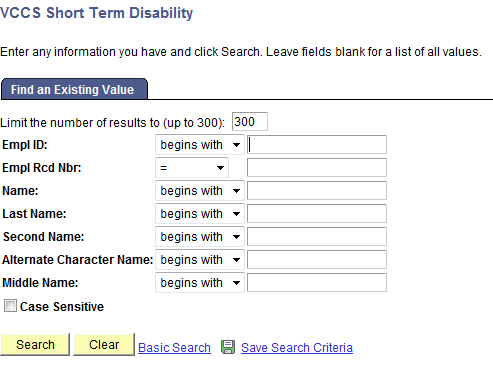 VCCS Short Term Disability
Enter any information you have and click Search. Leave fields blank for a list of all values.
Find an Existing Value
Limit the number of results to (up to 300): 300
Empl ID: begins with
Empl Rcd Nbr: =
Name: begins with
Last Name: begins with
Second Name: begins with
Alternate Character Name: begins with
Middle Name: begins with
Case Sensitive
Search Clear Basic Search Save Search Criteria